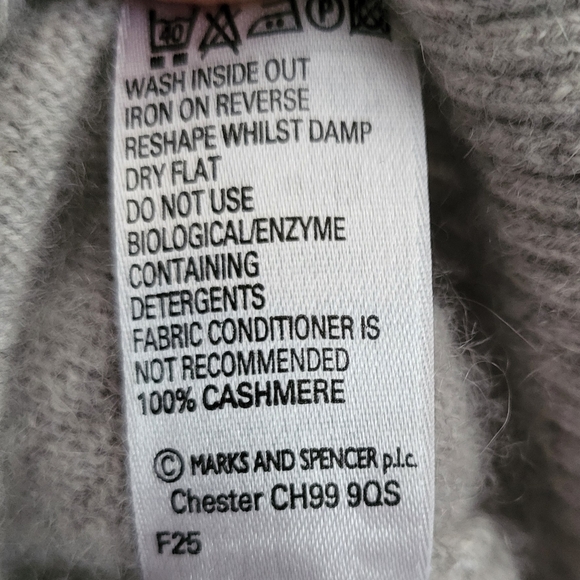 40 P
WASH INSIDE OUT
IRON ON REVERSE
RESHAPE WHILST DAMP
DRY FLAT
DO NOT USE
BIOLOGICAL/ENZYME
CONTAINING
DETERGENTS
FABRIC CONDITIONER IS
NOT RECOMMENDED
100% CASHMERE
© MARKS AND SPENCER p.l.c.
Chester CH99 9QS
F25